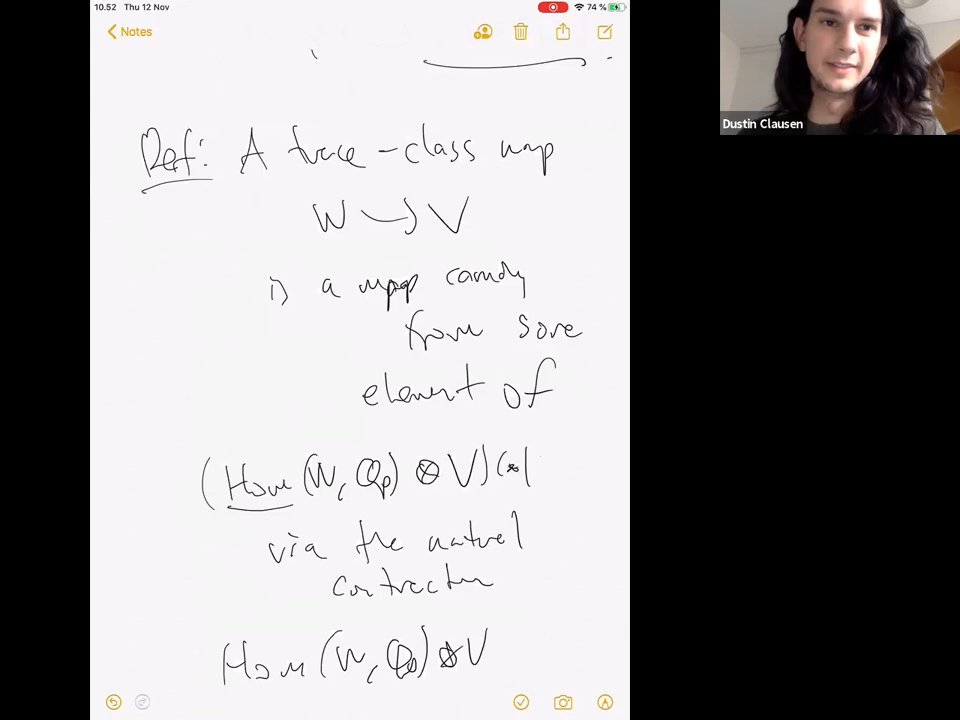 10.52 Thu 12 Nov
74 %
Notes
Dustin Clausen
Def: A trace-class map
W → V
is a map coming
from some
element of
(Hom(W, Qp) ⊗ V)(*)
via the natural
contraction
Hom(W, Qp) ⊗ V